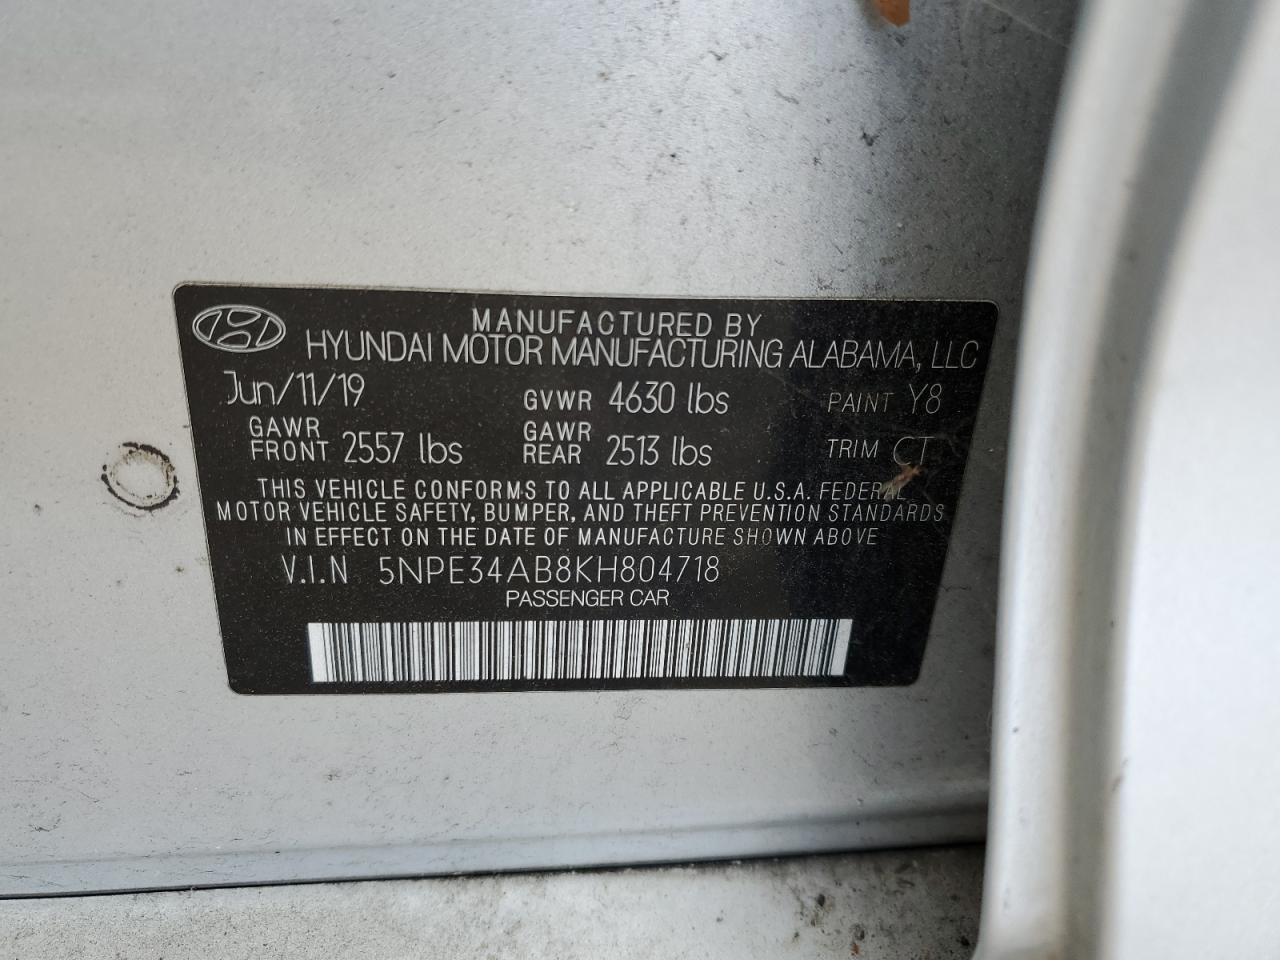 MANUFACTURED BY
HYUNDAI MOTOR MANUFACTURING ALABAMA, LLC
Jun/11/19 GVWR 4630 lbs PAINT Y8
GAWR FRONT 2557 lbs GAWR REAR 2513 lbs TRIM CT
THIS VEHICLE CONFORMS TO ALL APPLICABLE U.S.A. FEDERAL
MOTOR VEHICLE SAFETY, BUMPER, AND THEFT PREVENTION STANDARDS
IN EFFECT ON THE DATE OF MANUFACTURE SHOWN ABOVE
V.I.N 5NPE34AB8KH804718
PASSENGER CAR